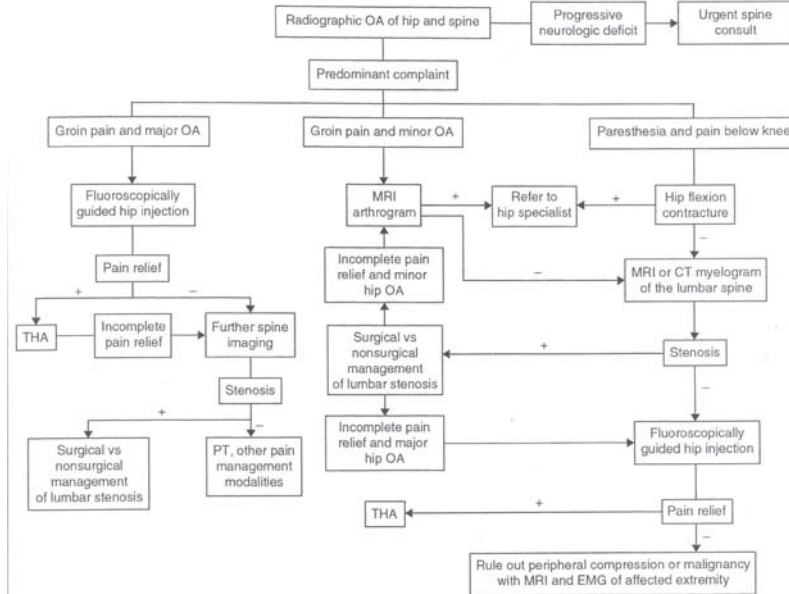 Radiographic OA of hip and spine
Progressive
neurologic deficit
Urgent spine
consult
Predominant complaint
Groin pain and major OA
Groin pain and minor OA
Paresthesia and pain below knee
Fluoroscopically
guided hip injection
MRI
arthrogram
+
Refer to
hip specialist
+
Hip flexion
contracture
–
Pain relief
Incomplete pain
relief and minor
hip OA
–
MRI or CT myelogram
of the lumbar spine
+
–
THA
Incomplete
pain relief
Further spine
imaging
Surgical vs
nonsurgical
management
of lumbar stenosis
+
Stenosis
–
Stenosis
+
–
Incomplete pain
relief and major
hip OA
Fluoroscopically
guided hip injection
Surgical vs
nonsurgical
management
of lumbar stenosis
PT, other pain
management
modalities
THA
+
Pain relief
–
Rule out peripheral compression or malignancy
with MRI and EMG of affected extremity